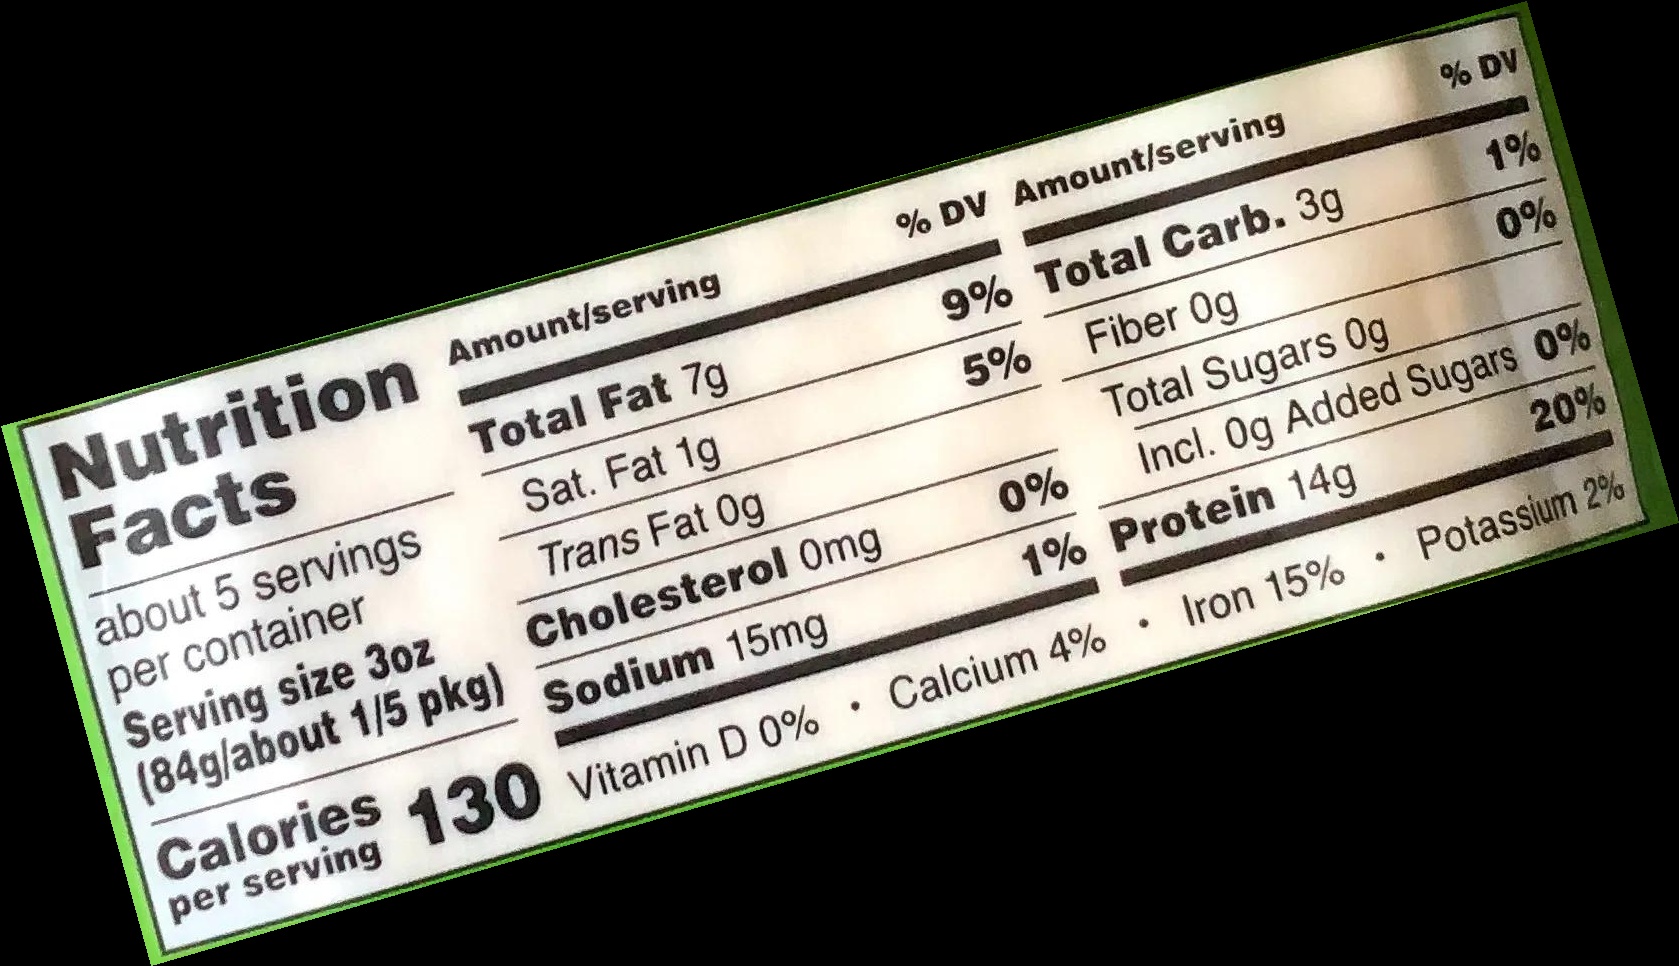 Nutrition
Facts
about 5 servings
per container
Serving size 3oz
(84g/about 1/5 pkg)
Calories 130
per serving
Amount/serving % DV
Total Fat 7g 9%
Sat. Fat 1g 5%
Trans Fat 0g
Cholesterol 0mg 0%
Sodium 15mg 1%
Amount/serving % DV
Total Carb. 3g 1%
Fiber 0g 0%
Total Sugars 0g
Incl. 0g Added Sugars 0%
Protein 14g 20%
Vitamin D 0% · Calcium 4% · Iron 15% · Potassium 2%